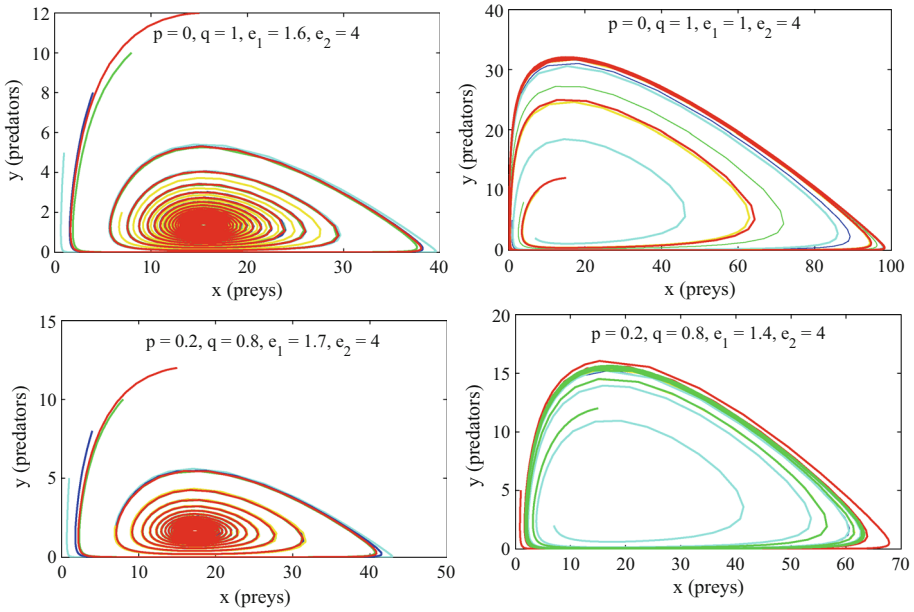 p = 0, q = 1, e1 = 1.6, e2 = 4
y (predators)
12
10
8
6
4
2
0
0 10 20 30 40
x (preys)
p = 0, q = 1, e1 = 1, e2 = 4
y (predators)
40
30
20
10
0
0 20 40 60 80 100
x (preys)
p = 0.2, q = 0.8, e1 = 1.7, e2 = 4
y (predators)
15
10
5
0
0 10 20 30 40 50
x (preys)
p = 0.2, q = 0.8, e1 = 1.4, e2 = 4
y (predators)
20
15
10
5
0
0 10 20 30 40 50 60 70
x (preys)